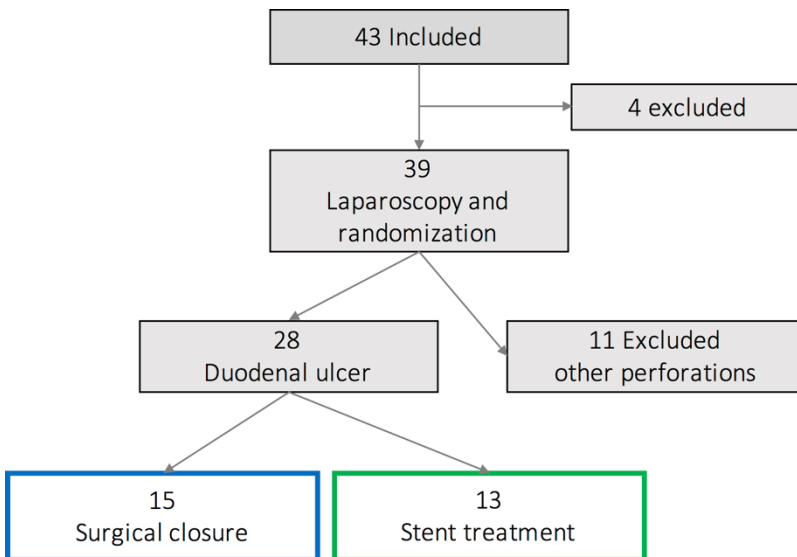 43 Included
4 excluded
39
Laparoscopy and
randomization
28
Duodenal ulcer
11 Excluded
other perforations
15
Surgical closure
13
Stent treatment